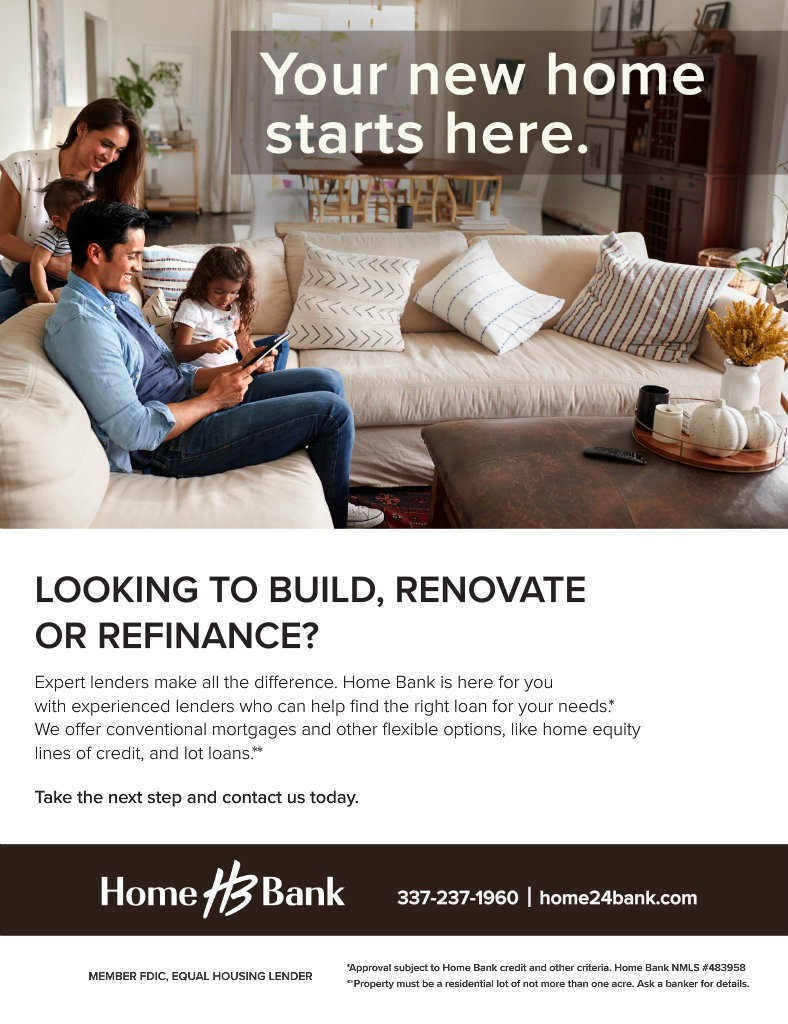 Your new home
starts here.
LOOKING TO BUILD, RENOVATE
OR REFINANCE?
Expert lenders make all the difference. Home Bank is here for you
with experienced lenders who can help find the right loan for your needs.*
We offer conventional mortgages and other flexible options, like home equity
lines of credit, and lot loans.**
Take the next step and contact us today.
Home HB Bank
337-237-1960 | home24bank.com
MEMBER FDIC, EQUAL HOUSING LENDER
*Approval subject to Home Bank credit and other criteria. Home Bank NMLS #483958
**Property must be a residential lot of not more than one acre. Ask a banker for details.